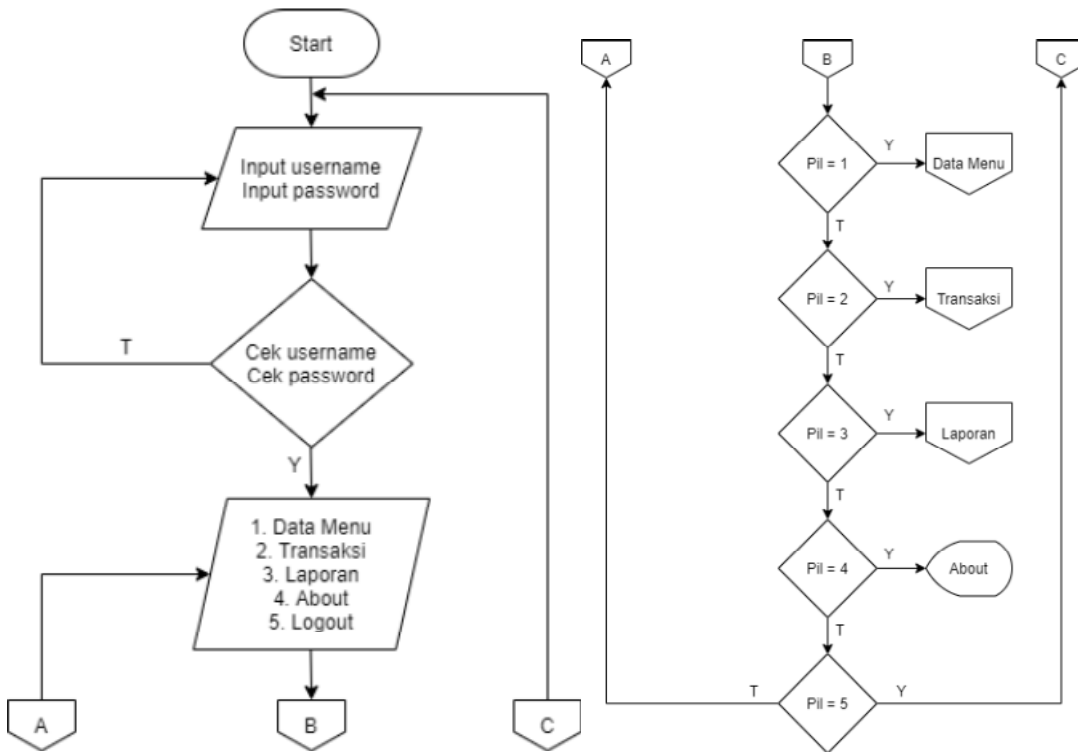 Start
Input username
Input password
T
Cek username
Cek password
Y
1. Data Menu
2. Transaksi
3. Laporan
4. About
5. Logout
A
B
C
A
B
C
Pil = 1
Y
Data Menu
T
Pil = 2
Y
Transaksi
T
Pil = 3
Y
Laporan
T
Pil = 4
Y
About
T
T
Pil = 5
Y